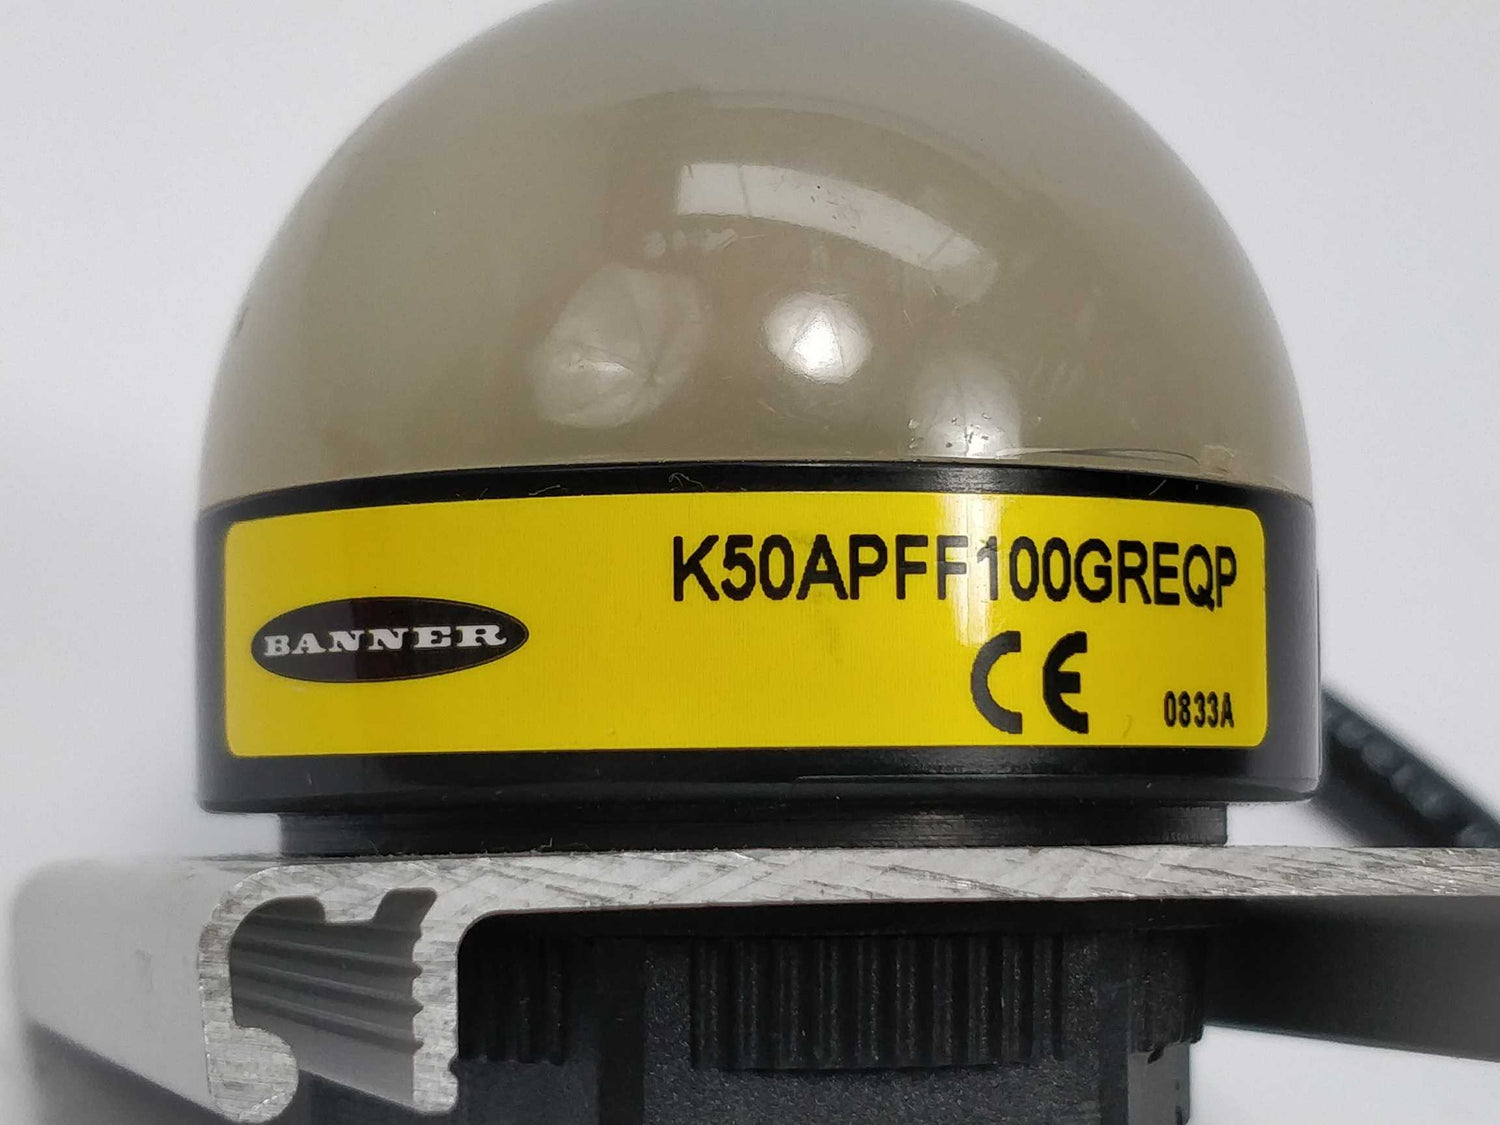 K50APFF100GREQP
BANNER
CE
0833A